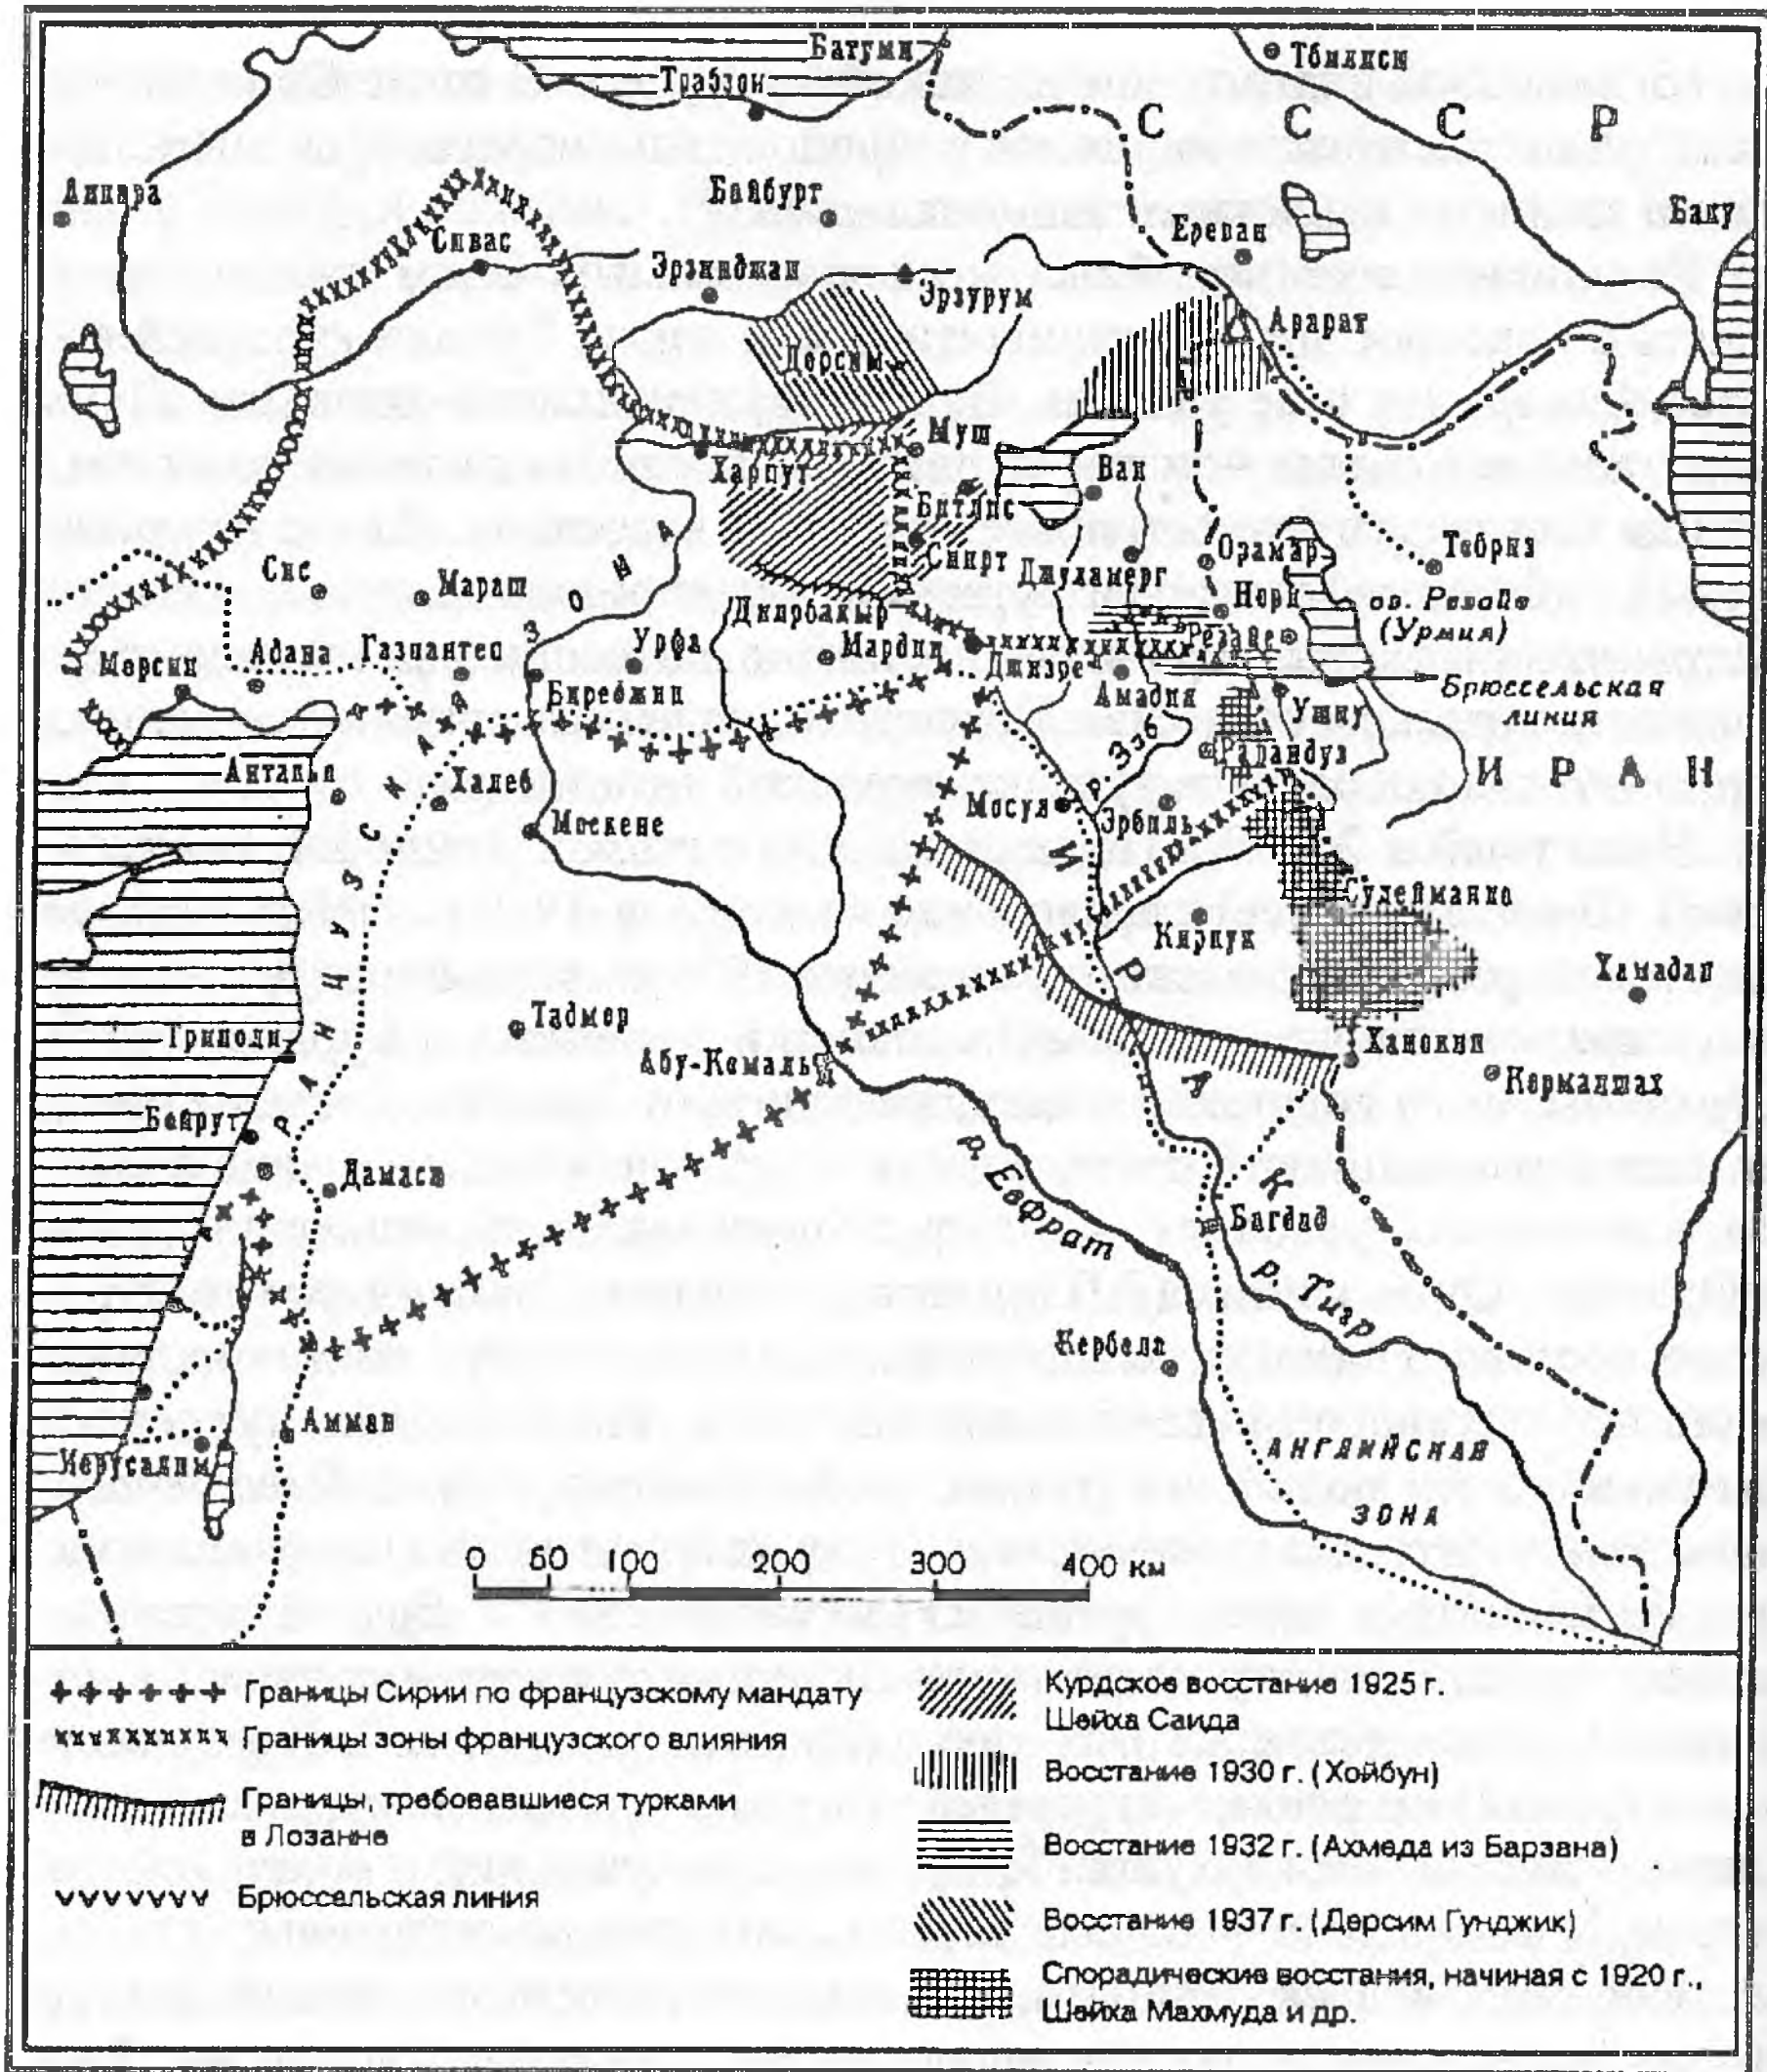 Батуми
Тбилиси
Трабзон
С С С Р
Анкара
Байбурт
Баку
Сивас
Ереван
Эрзинджан
Эрзурум
Арарат
Дерсим
Муш
Харпут
Ван
Битлис
Сиирт
Орамар
Тебриз
Сис
Мараш
Джуламерг
Нери
оз. Резайе
(Урмия)
Диярбакыр
Резайе
Мерсин
Адана
Газиантеп
Урфа
Мардин
Джизре
Биреджик
Амадия
Ушну
Брюссельская
линия
р. Заб
Равандуз
И Р А Н
Анталья
Халеб
Мосул
Эрбиль
Мескене
Сулеймания
Киркук
Хамадан
Тадмер
Триполи
Абу-Кемаль
Ханекин
Керманшах
Бейрут
Дамаск
р. Евфрат
И Р А К
Багдад
р. Тигр
Кербела
Амман
Иерусалим
ФРАНЦУЗСКАЯ ЗОНА
АНГЛИЙСКАЯ
ЗОНА
0 50 100 200 300 400 км
Границы Сирии по французскому мандату
Границы зоны французского влияния
Границы, требовавшиеся турками
в Лозанне
Брюссельская линия
Курдское восстание 1925 г.
Шейха Саида
Восстание 1930 г. (Хойбун)
Восстание 1932 г. (Ахмеда из Барзана)
Восстание 1937 г. (Дерсим Гунджик)
Спорадические восстания, начиная с 1920 г.,
Шейха Махмуда и др.